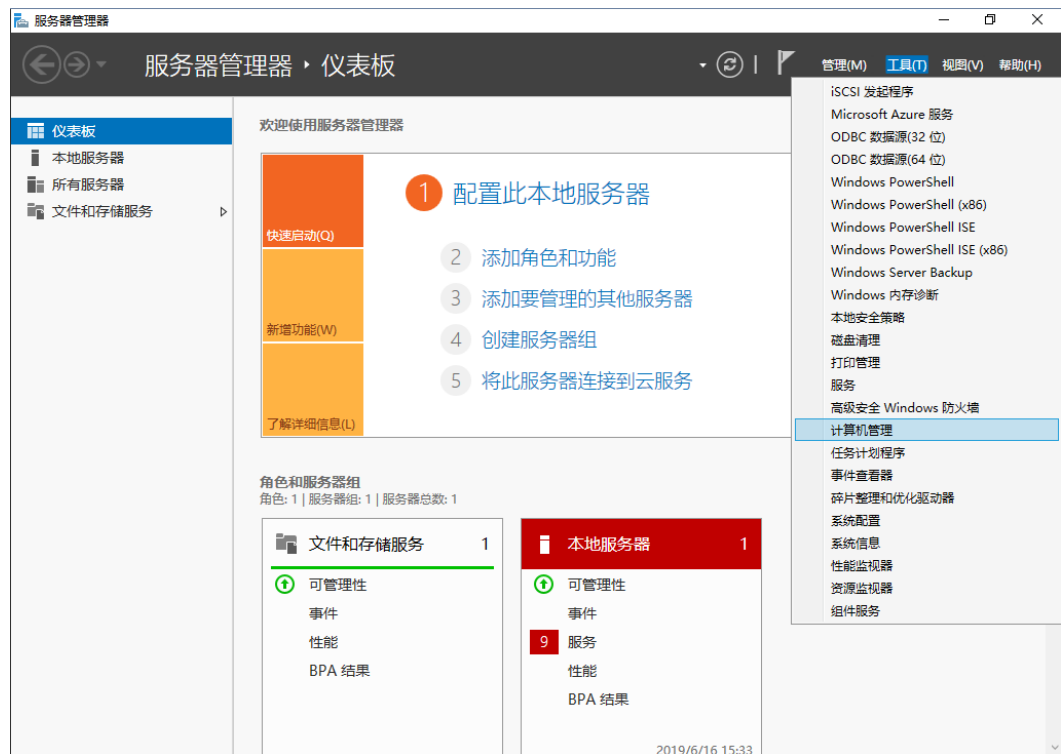 服务器管理器
服务器管理器 · 仪表板
管理(M) 工具(T) 视图(V) 帮助(H)
iSCSI 发起程序
Microsoft Azure 服务
ODBC 数据源(32 位)
ODBC 数据源(64 位)
Windows PowerShell
Windows PowerShell (x86)
Windows PowerShell ISE
Windows PowerShell ISE (x86)
Windows Server Backup
Windows 内存诊断
本地安全策略
磁盘清理
打印管理
服务
高级安全 Windows 防火墙
计算机管理
任务计划程序
事件查看器
碎片整理和优化驱动器
系统配置
系统信息
性能监视器
资源监视器
组件服务
仪表板
本地服务器
所有服务器
文件和存储服务
欢迎使用服务器管理器
快速启动(Q)
新增功能(W)
了解详细信息(L)
1 配置此本地服务器
2 添加角色和功能
3 添加要管理的其他服务器
4 创建服务器组
5 将此服务器连接到云服务
角色和服务器组
角色: 1 | 服务器组: 1 | 服务器总数: 1
文件和存储服务 1
可管理性
事件
性能
BPA 结果
本地服务器 1
可管理性
事件
9 服务
性能
BPA 结果
2019/6/16 15:33